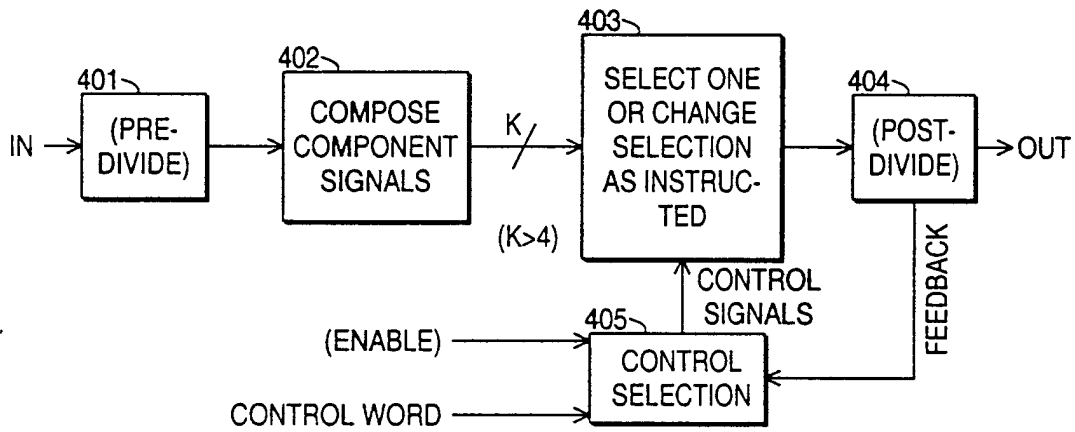 401
(PRE-
DIVIDE)
IN
402
COMPOSE
COMPONENT
SIGNALS
K
(K>4)
403
SELECT ONE
OR CHANGE
SELECTION
AS INSTRUC-
TED
404
(POST-
DIVIDE)
OUT
FEEDBACK
CONTROL
SIGNALS
405
CONTROL
SELECTION
(ENABLE)
CONTROL WORD